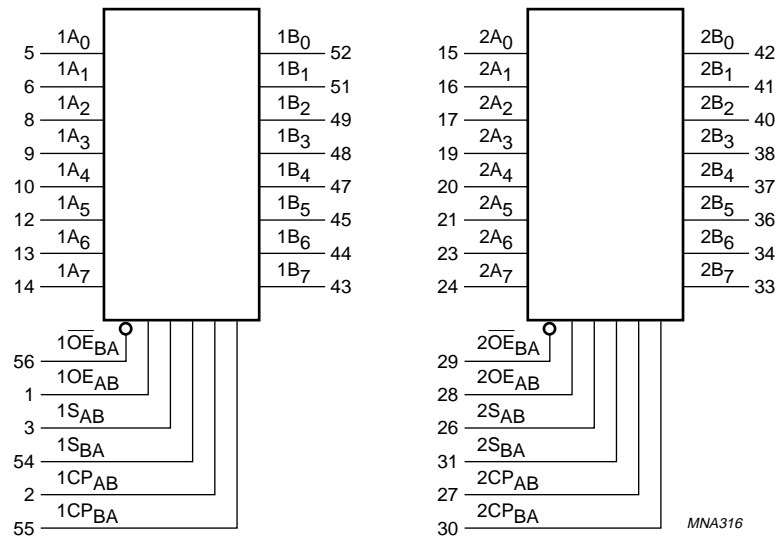 5 1A0 1B0 52
6 1A1 1B1 51
8 1A2 1B2 49
9 1A3 1B3 48
10 1A4 1B4 47
12 1A5 1B5 45
13 1A6 1B6 44
14 1A7 1B7 43
56 1O̅E̅BA
1 1OEAB
3 1SAB
54 1SBA
2 1CPAB
55 1CPBA
15 2A0 2B0 42
16 2A1 2B1 41
17 2A2 2B2 40
19 2A3 2B3 38
20 2A4 2B4 37
21 2A5 2B5 36
23 2A6 2B6 34
24 2A7 2B7 33
29 2O̅E̅BA
28 2OEAB
26 2SAB
31 2SBA
27 2CPAB
30 2CPBA
MNA316